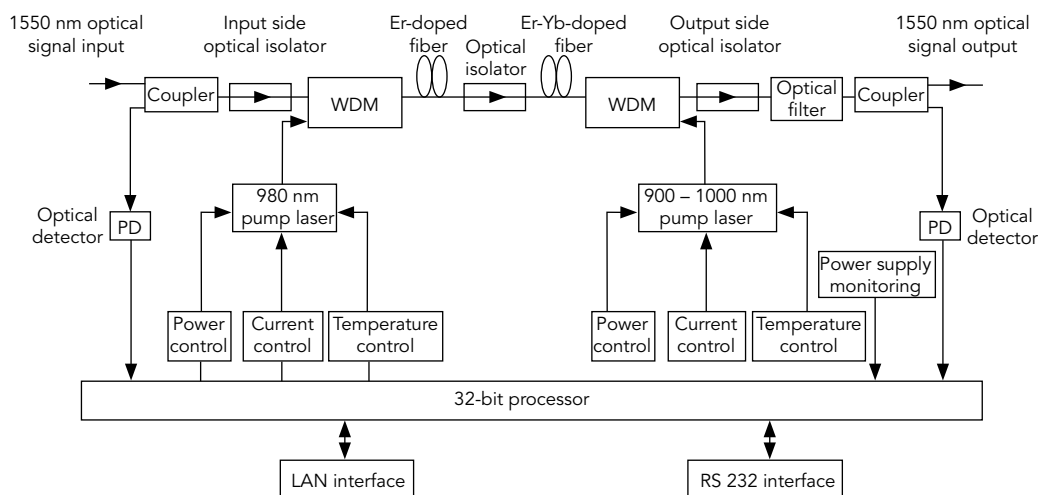 1550 nm optical
signal input
Input side
optical isolator
Er-doped
fiber
Optical
isolator
Er-Yb-doped
fiber
Output side
optical isolator
1550 nm optical
signal output
Coupler
WDM
WDM
Optical
filter
Coupler
980 nm
pump laser
900 – 1000 nm
pump laser
Optical
detector
PD
PD
Optical
detector
Power supply
monitoring
Power
control
Current
control
Temperature
control
Power
control
Current
control
Temperature
control
32-bit processor
LAN interface
RS 232 interface